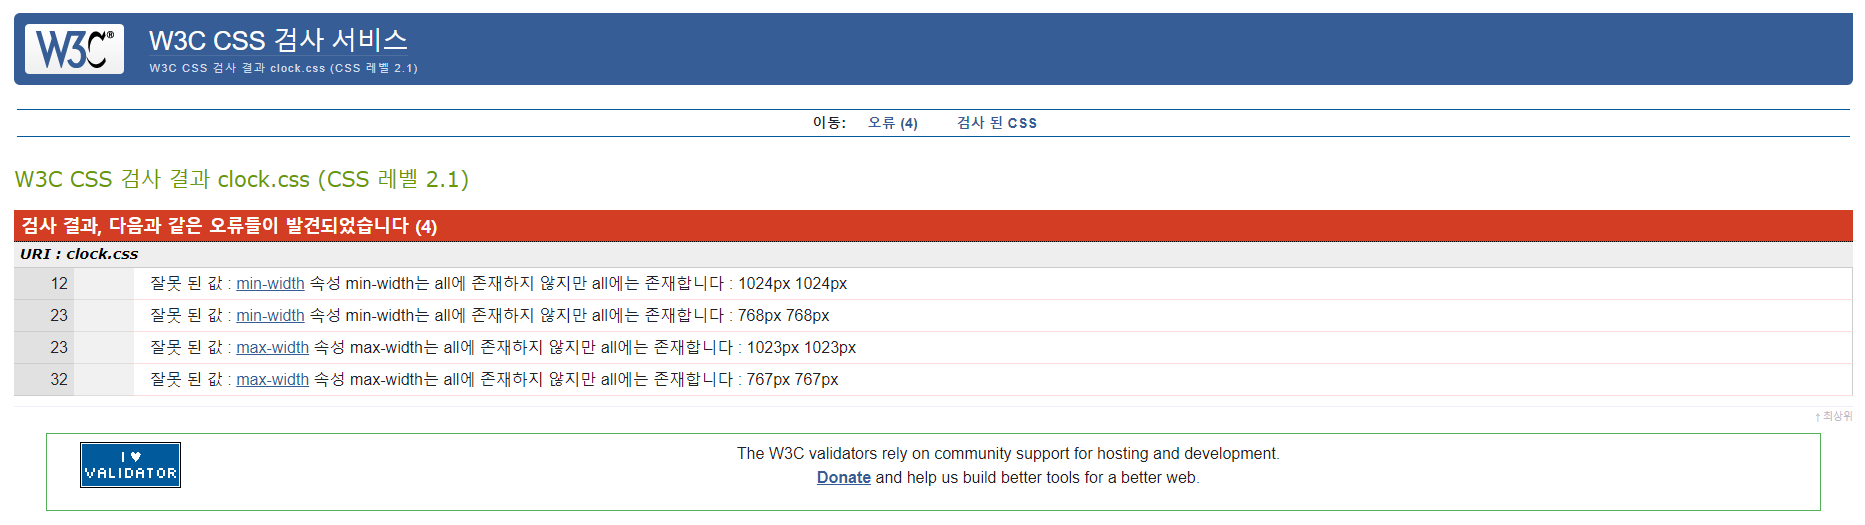 W3C®
W3C CSS 검사 서비스
W3C CSS 검사 결과 clock.css (CSS 레벨 2.1)
이동: 오류 (4) 검사 된 CSS
W3C CSS 검사 결과 clock.css (CSS 레벨 2.1)
검사 결과, 다음과 같은 오류들이 발견되었습니다 (4)
URI : clock.css
12 잘못 된 값 : min-width 속성 min-width는 all에 존재하지 않지만 all에는 존재합니다 : 1024px 1024px
23 잘못 된 값 : min-width 속성 min-width는 all에 존재하지 않지만 all에는 존재합니다 : 768px 768px
23 잘못 된 값 : max-width 속성 max-width는 all에 존재하지 않지만 all에는 존재합니다 : 1023px 1023px
32 잘못 된 값 : max-width 속성 max-width는 all에 존재하지 않지만 all에는 존재합니다 : 767px 767px
↑ 최상위
I ♥
VALIDATOR
The W3C validators rely on community support for hosting and development.
Donate and help us build better tools for a better web.